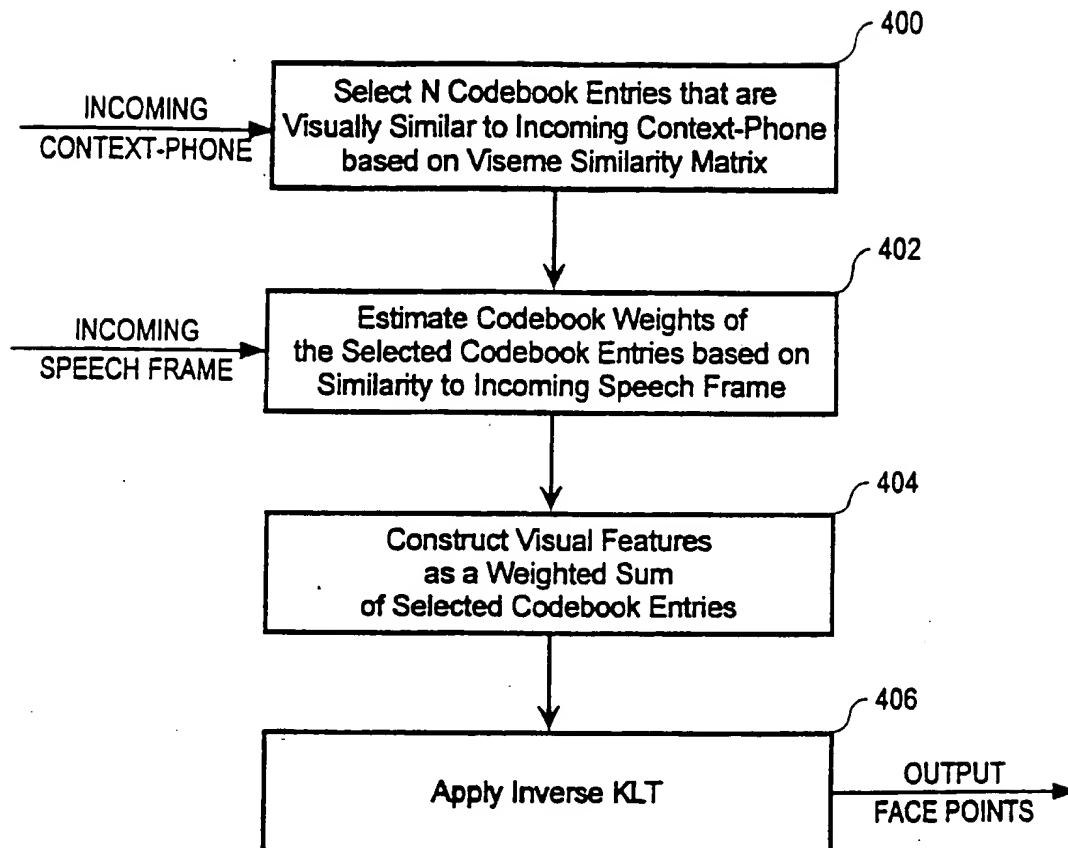 400
Select N Codebook Entries that are
Visually Similar to Incoming Context-Phone
based on Viseme Similarity Matrix
INCOMING
CONTEXT-PHONE
402
Estimate Codebook Weights of
the Selected Codebook Entries based on
Similarity to Incoming Speech Frame
INCOMING
SPEECH FRAME
404
Construct Visual Features
as a Weighted Sum
of Selected Codebook Entries
406
Apply Inverse KLT
OUTPUT
FACE POINTS